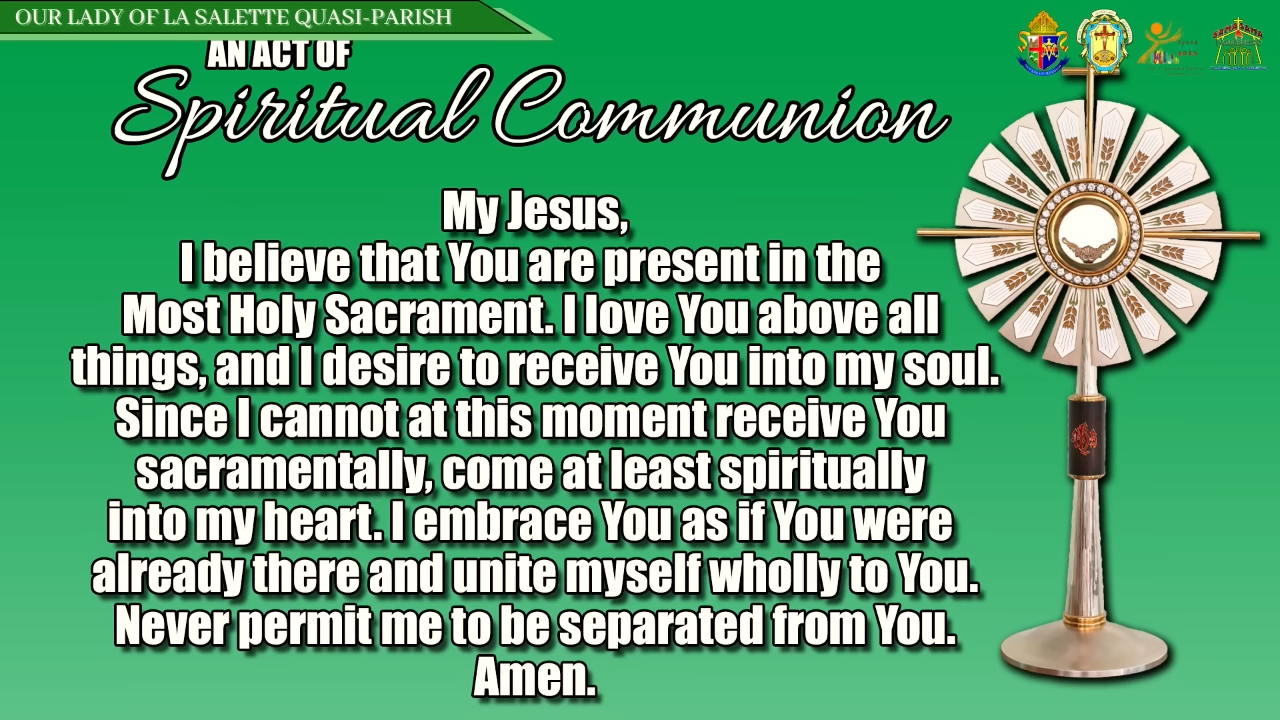 OUR LADY OF LA SALETTE QUASI-PARISH
AN ACT OF
Spiritual Communion
My Jesus,
I believe that You are present in the
Most Holy Sacrament. I love You above all
things, and I desire to receive You into my soul.
Since I cannot at this moment receive You
sacramentally, come at least spiritually
into my heart. I embrace You as if You were
already there and unite myself wholly to You.
Never permit me to be separated from You.
Amen.